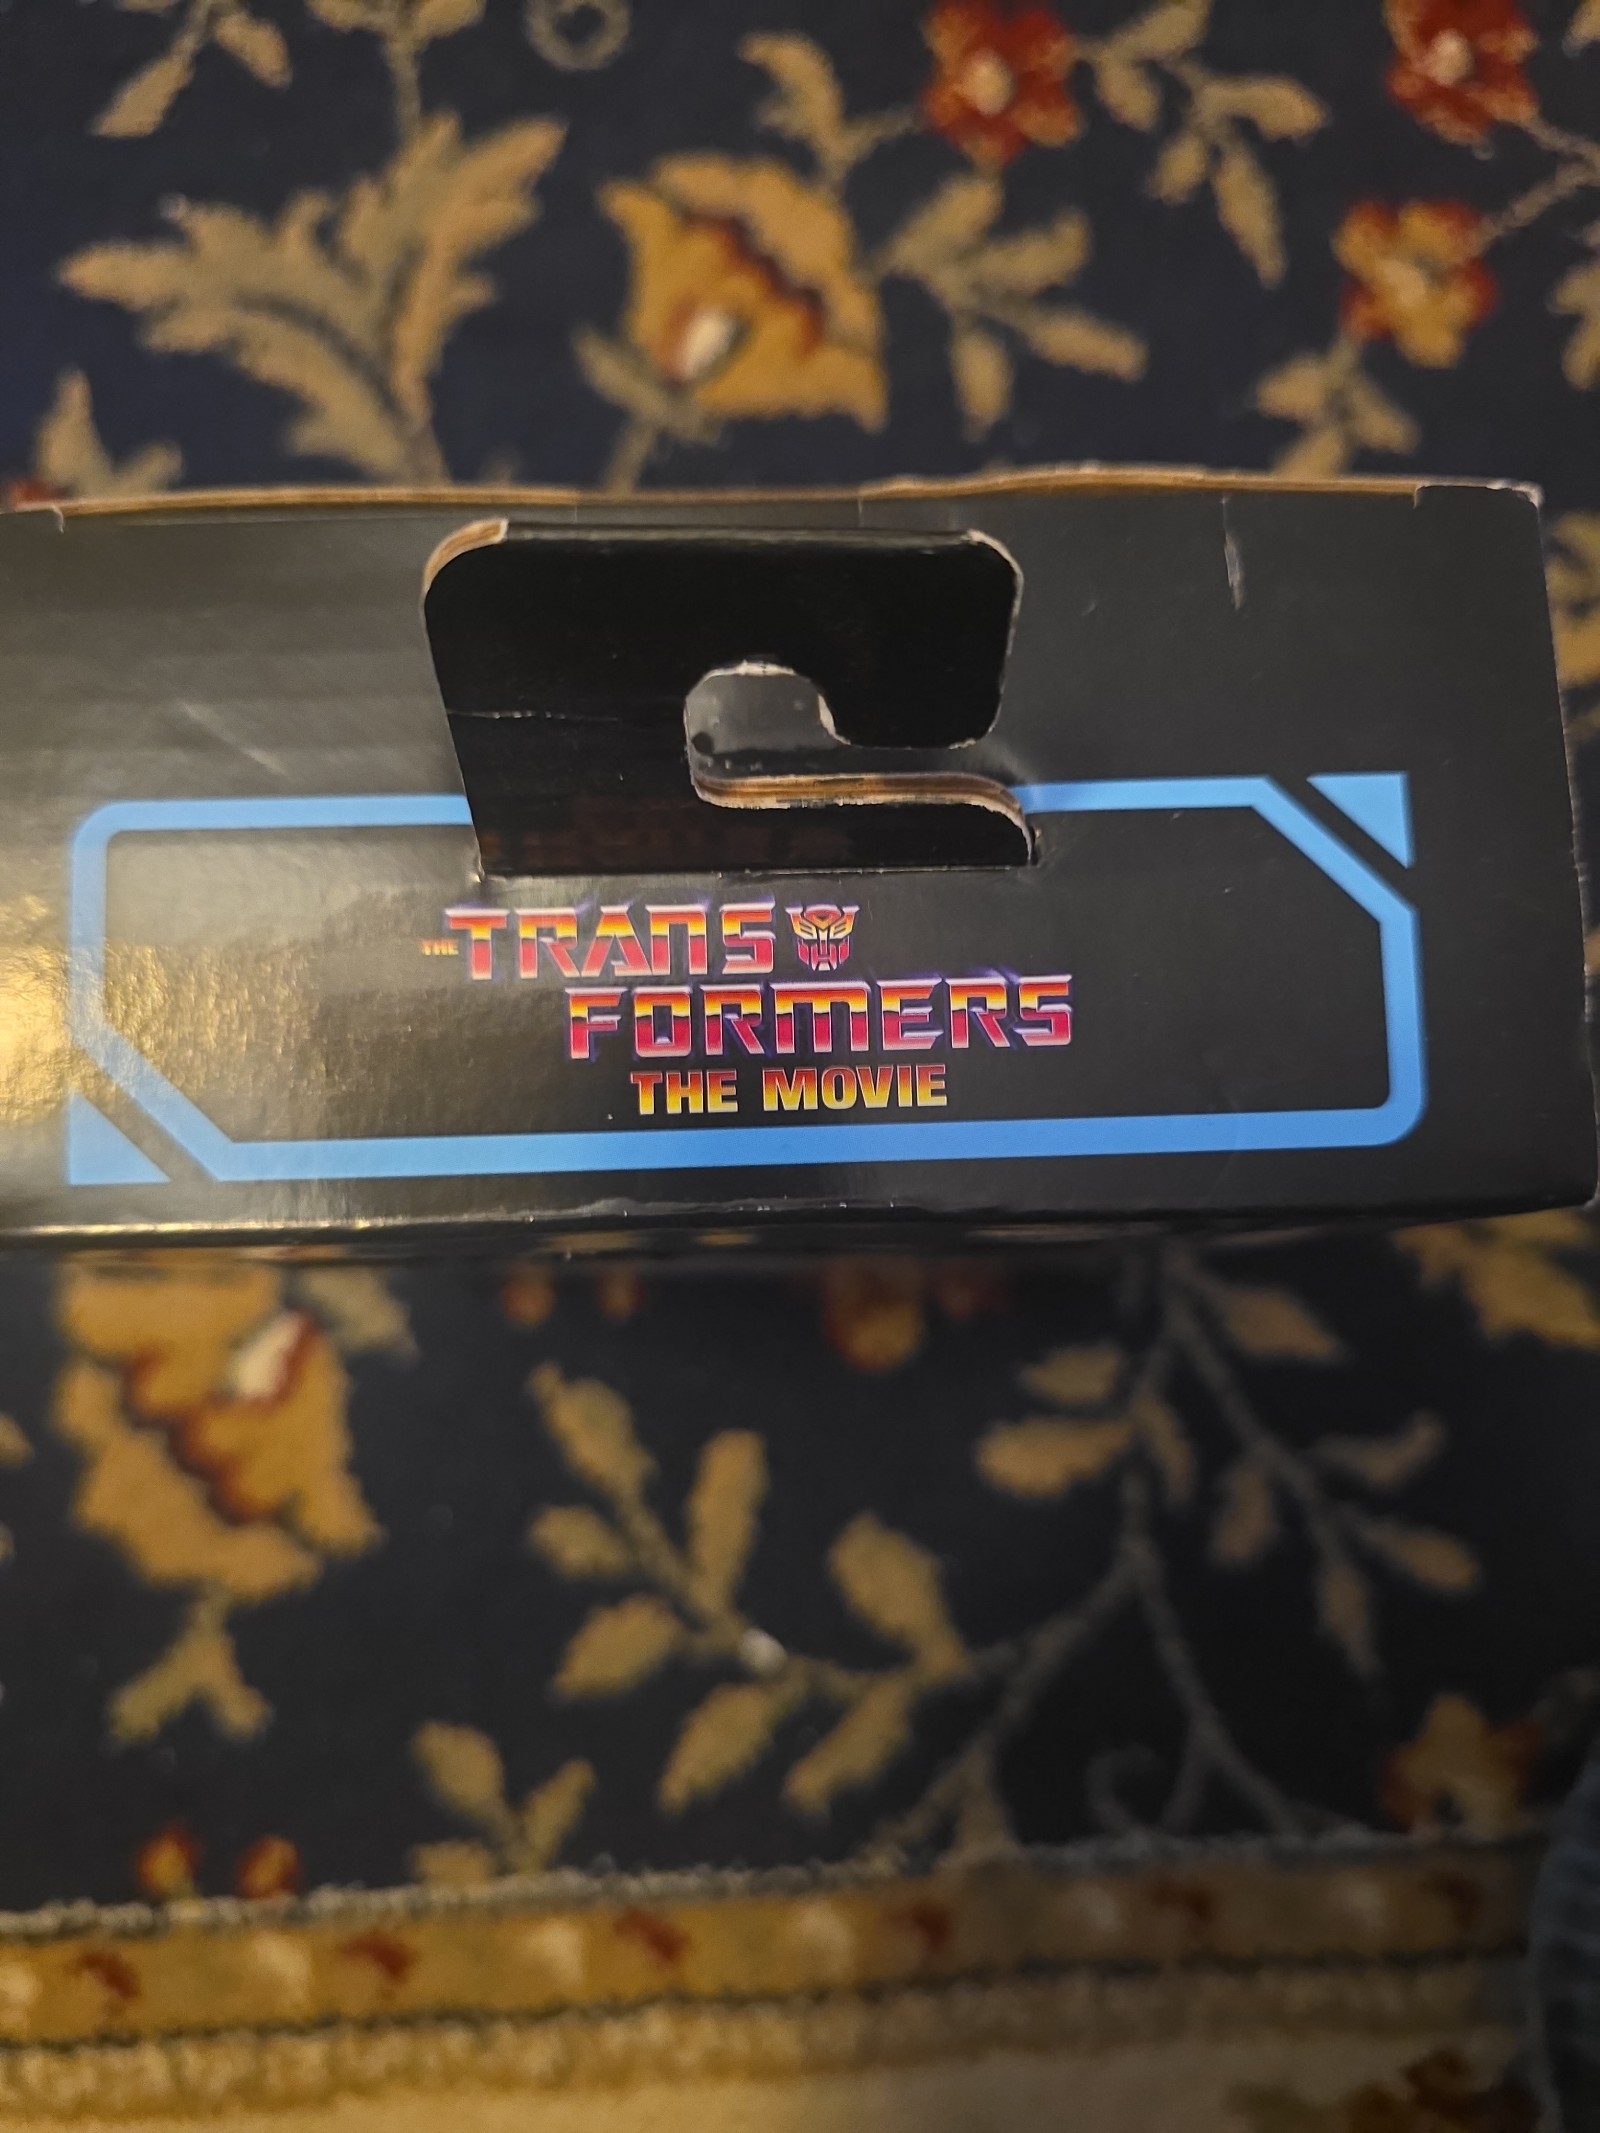 THE TRANS
FORMERS
THE MOVIE